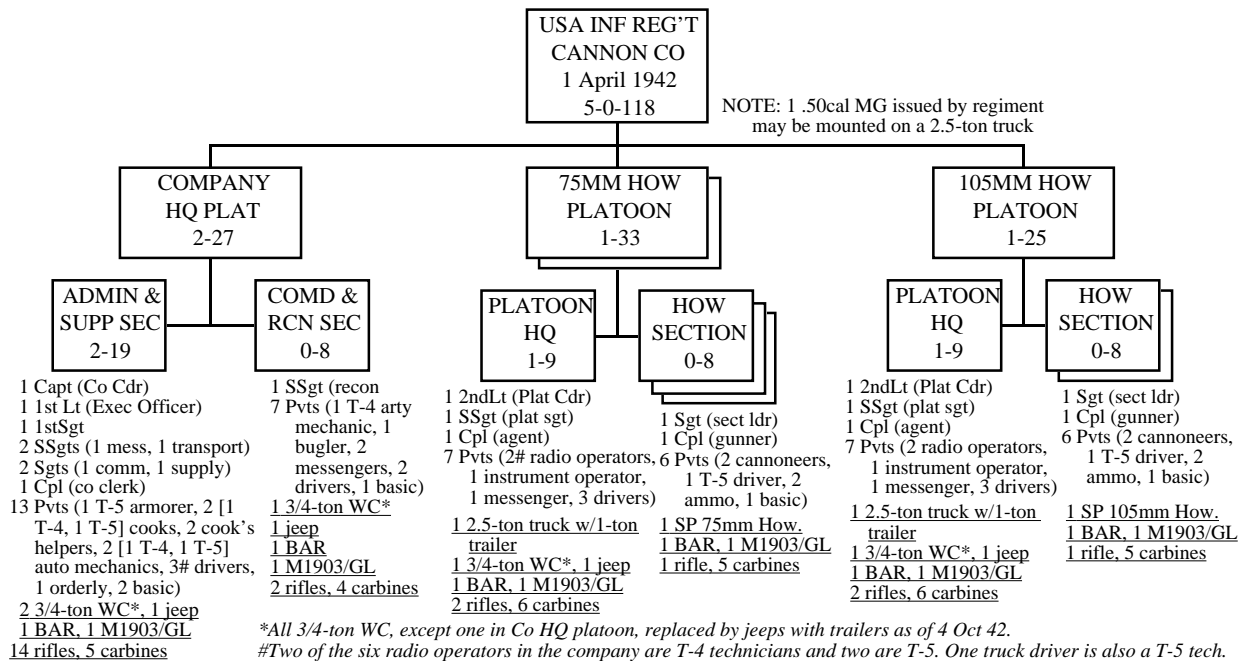 USA INF REG'T
CANNON CO
1 April 1942
5-0-118
NOTE: 1 .50cal MG issued by regiment
may be mounted on a 2.5-ton truck
COMPANY
HQ PLAT
2-27
75MM HOW
PLATOON
1-33
105MM HOW
PLATOON
1-25
ADMIN &
SUPP SEC
2-19
COMD &
RCN SEC
0-8
PLATOON
HQ
1-9
HOW
SECTION
0-8
PLATOON
HQ
1-9
HOW
SECTION
0-8
1 Capt (Co Cdr)
1 1st Lt (Exec Officer)
1 1stSgt
2 SSgts (1 mess, 1 transport)
2 Sgts (1 comm, 1 supply)
1 Cpl (co clerk)
13 Pvts (1 T-5 armorer, 2 [1
T-4, 1 T-5] cooks, 2 cook's
helpers, 2 [1 T-4, 1 T-5]
auto mechanics, 3# drivers,
1 orderly, 2 basic)
2 3/4-ton WC*, 1 jeep
1 BAR, 1 M1903/GL
14 rifles, 5 carbines
1 SSgt (recon
7 Pvts (1 T-4 arty
mechanic, 1
bugler, 2
messengers, 2
drivers, 1 basic)
1 3/4-ton WC*
1 jeep
1 BAR
1 M1903/GL
2 rifles, 4 carbines
1 2ndLt (Plat Cdr)
1 SSgt (plat sgt)
1 Cpl (agent)
7 Pvts (2# radio operators,
1 instrument operator,
1 messenger, 3 drivers)
1 2.5-ton truck w/1-ton
trailer
1 3/4-ton WC*, 1 jeep
1 BAR, 1 M1903/GL
2 rifles, 6 carbines
1 Sgt (sect ldr)
1 Cpl (gunner)
6 Pvts (2 cannoneers,
1 T-5 driver, 2
ammo, 1 basic)
1 SP 75mm How.
1 BAR, 1 M1903/GL
1 rifle, 5 carbines
1 2ndLt (Plat Cdr)
1 SSgt (plat sgt)
1 Cpl (agent)
7 Pvts (2 radio operators,
1 instrument operator,
1 messenger, 3 drivers)
1 2.5-ton truck w/1-ton
trailer
1 3/4-ton WC*, 1 jeep
1 BAR, 1 M1903/GL
2 rifles, 6 carbines
1 Sgt (sect ldr)
1 Cpl (gunner)
6 Pvts (2 cannoneers,
1 T-5 driver, 2
ammo, 1 basic)
1 SP 105mm How.
1 BAR, 1 M1903/GL
1 rifle, 5 carbines
*All 3/4-ton WC, except one in Co HQ platoon, replaced by jeeps with trailers as of 4 Oct 42.
#Two of the six radio operators in the company are T-4 technicians and two are T-5. One truck driver is also a T-5 tech.